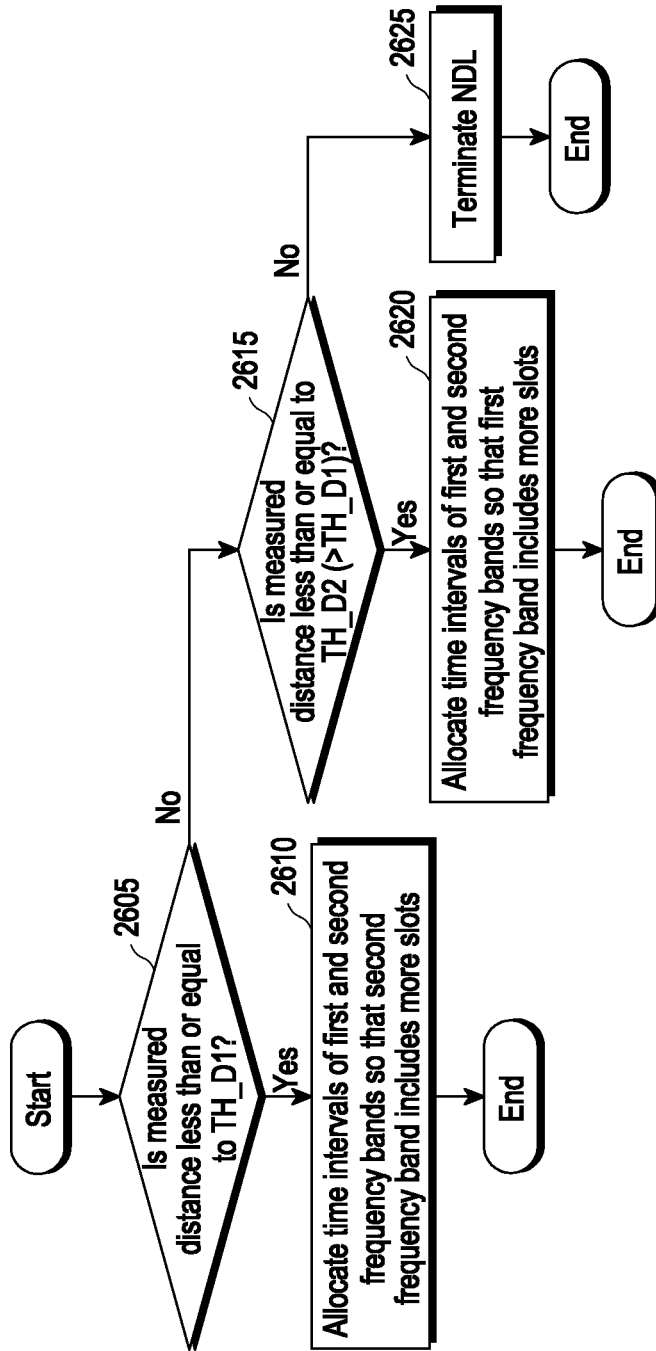 Start
2605
Is measured
distance less than or equal
to TH_D1?
No
Yes
2610
Allocate time intervals of first and second
frequency bands so that second
frequency band includes more slots
End
2615
Is measured
distance less than or equal to
TH_D2 (>TH_D1)?
No
Yes
2620
Allocate time intervals of first and second
frequency bands so that first
frequency band includes more slots
End
2625
Terminate NDL
End